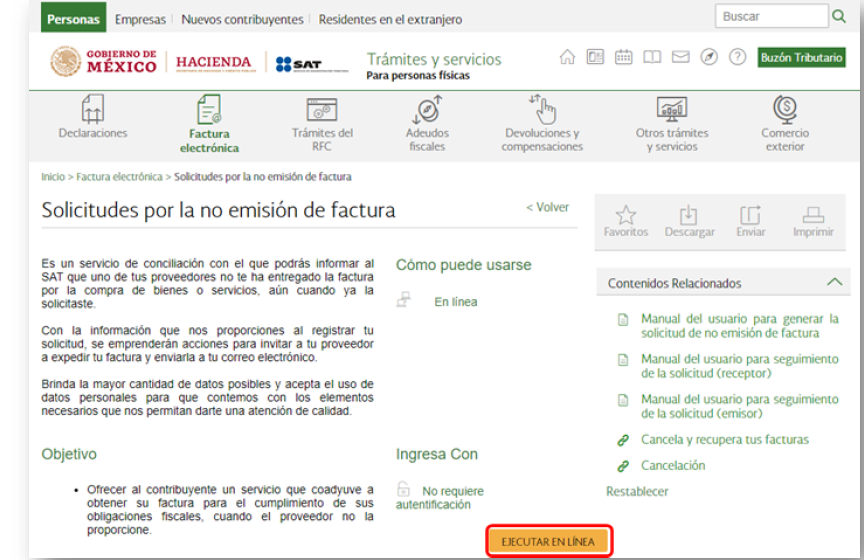 Personas Empresas Nuevos contribuyentes Residentes en el extranjero Buscar
GOBIERNO DE
MÉXICO
HACIENDA
SAT
Trámites y servicios
Para personas físicas
Buzón Tributario
Declaraciones
Factura
electrónica
Trámites del
RFC
Adeudos
fiscales
Devoluciones y
compensaciones
Otros trámites
y servicios
Comercio
exterior
Inicio > Factura electrónica > Solicitudes por la no emisión de factura
Solicitudes por la no emisión de factura
< Volver
Es un servicio de conciliación con el que podrás informar al
SAT que uno de tus proveedores no te ha entregado la factura
por la compra de bienes o servicios, aún cuando ya la
solicitaste.
Con la información que nos proporciones al registrar tu
solicitud, se emprenderán acciones para invitar a tu proveedor
a expedir tu factura y enviarla a tu correo electrónico.
Brinda la mayor cantidad de datos posibles y acepta el uso de
datos personales para que contemos con los elementos
necesarios que nos permitan darte una atención de calidad.
Cómo puede usarse
En línea
Objetivo
• Ofrecer al contribuyente un servicio que coadyuve a
obtener su factura para el cumplimiento de sus
obligaciones fiscales, cuando el proveedor no la
proporcione.
Ingresa Con
No requiere
autentificación
EJECUTAR EN LÍNEA
Favoritos Descargar Enviar Imprimir
Contenidos Relacionados
Manual del usuario para generar la
solicitud de no emisión de factura
Manual del usuario para seguimiento
de la solicitud (receptor)
Manual del usuario para seguimiento
de la solicitud (emisor)
Cancela y recupera tus facturas
Cancelación
Restablecer